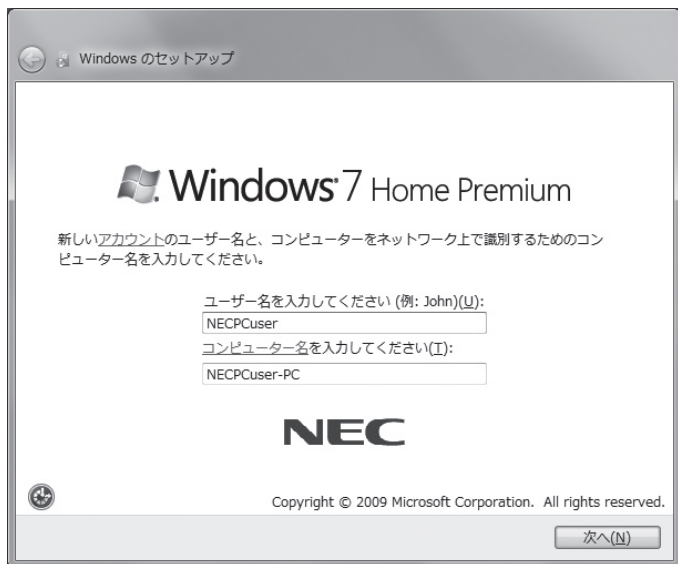 Windows のセットアップ
Windows 7 Home Premium
新しいアカウントのユーザー名と、コンピューターをネットワーク上で識別するためのコン
ピューター名を入力してください。
ユーザー名を入力してください (例: John)(U):
NECPCuser
コンピューター名を入力してください(T):
NECPCuser-PC
NEC
Copyright © 2009 Microsoft Corporation. All rights reserved.
次へ(N)